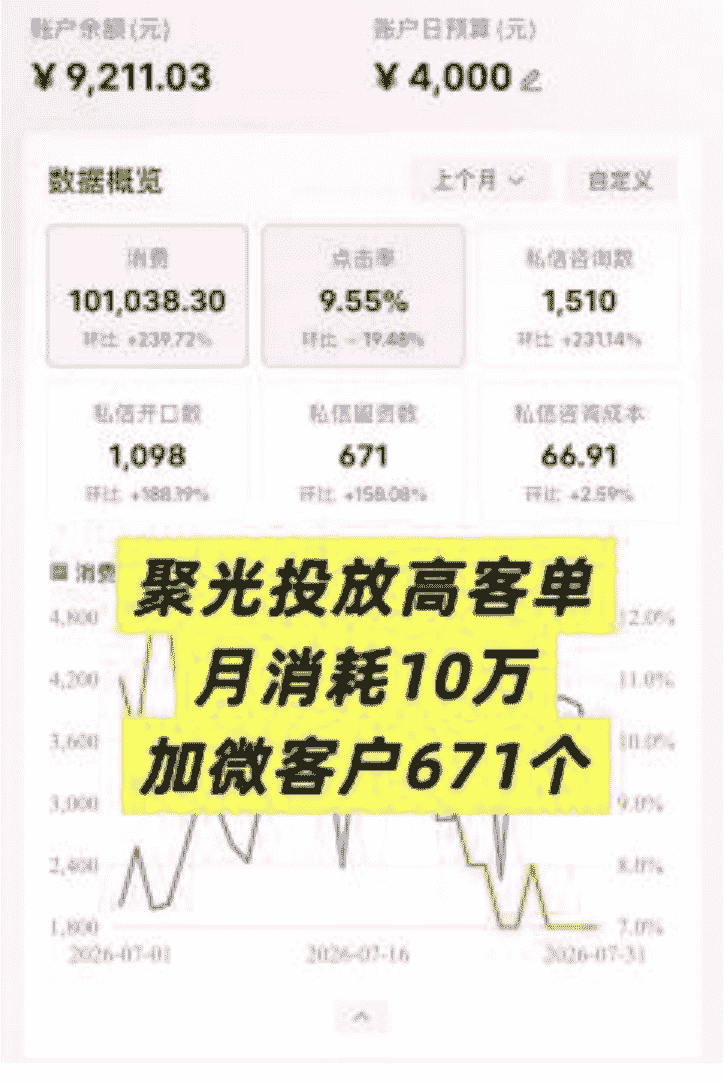 账户余额(元) 账户日预算(元)
¥ 9,211.03 ¥ 4,000
数据概览 上个月 自定义
消费 点击率 私信咨询数
101,038.30 9.55% 1,510
环比 +239.72% 环比 - 19.48% 环比 +231.14%
私信开口数 私信留资数 私信咨询成本
1,098 671 66.91
环比 +188.19% 环比 +158.08% 环比 +2.59%
消费
聚光投放高客单
月消耗10万
加微客户671个
4,800 12.0%
4,200 11.0%
3,600 10.0%
3,000 9.0%
2,400 8.0%
1,800 7.0%
2026-07-01 2026-07-16 2026-07-31